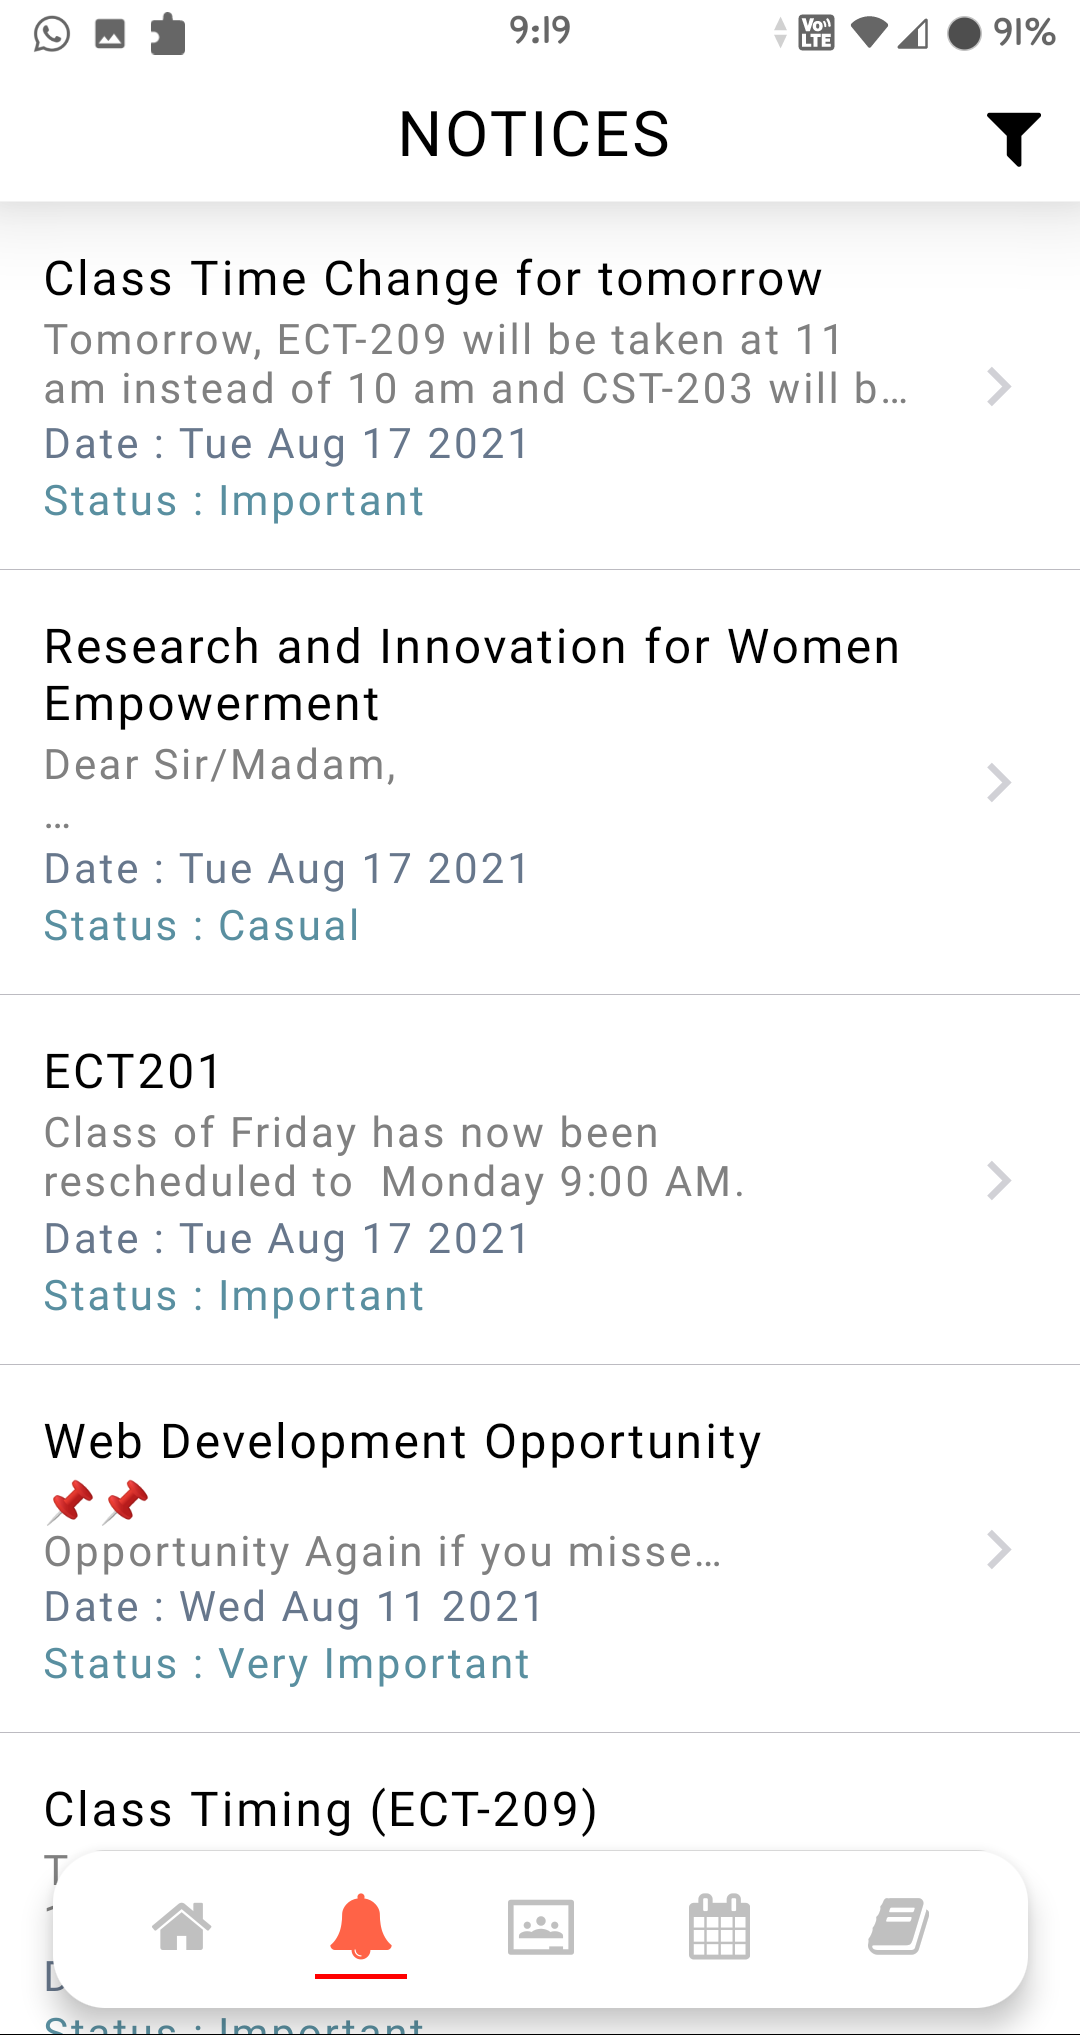 9:19
Vo)) LTE
91%
NOTICES
Class Time Change for tomorrow
Tomorrow, ECT-209 will be taken at 11
am instead of 10 am and CST-203 will b…
Date : Tue Aug 17 2021
Status : Important
Research and Innovation for Women
Empowerment
Dear Sir/Madam,
…
Date : Tue Aug 17 2021
Status : Casual
ECT201
Class of Friday has now been
rescheduled to  Monday 9:00 AM.
Date : Tue Aug 17 2021
Status : Important
Web Development Opportunity
📌📌
Opportunity Again if you misse…
Date : Wed Aug 11 2021
Status : Very Important
Class Timing (ECT-209)
Status : Important